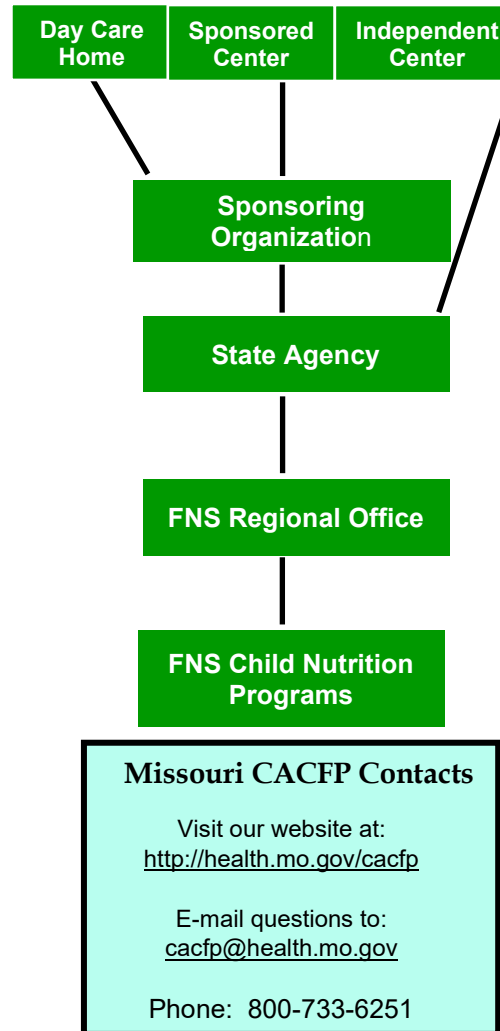 Day Care
Home
Sponsored
Center
Independent
Center
Sponsoring
Organization
State Agency
FNS Regional Office
FNS Child Nutrition
Programs
Missouri CACFP Contacts
Visit our website at:
http://health.mo.gov/cacfp
E-mail questions to:
cacfp@health.mo.gov
Phone: 800-733-6251